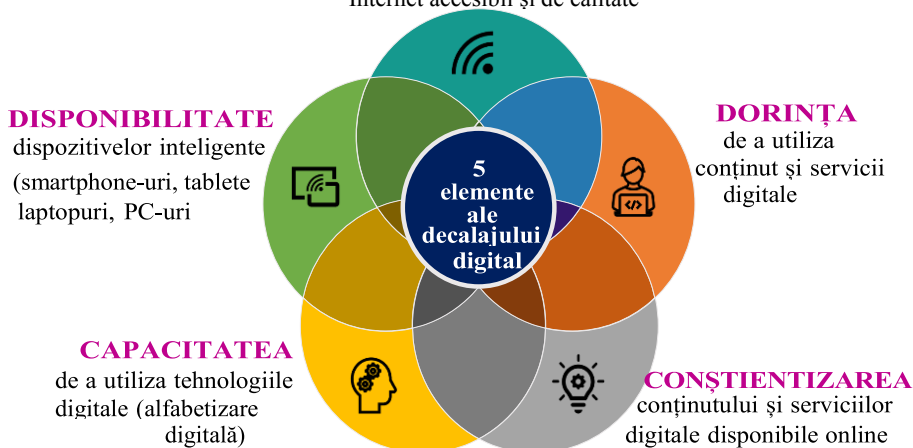 Internet accesibil și de calitate
DISPONIBILITATE
dispozitivelor inteligente
(smartphone-uri, tablete
laptopuri, PC-uri
DORINȚA
de a utiliza
conținut și servicii
digitale
5
elemente
ale
decalajului
digital
CAPACITATEA
de a utiliza tehnologiile
digitale (alfabetizare
digitală)
CONȘTIENTIZAREA
conținutului și serviciilor
digitale disponibile online